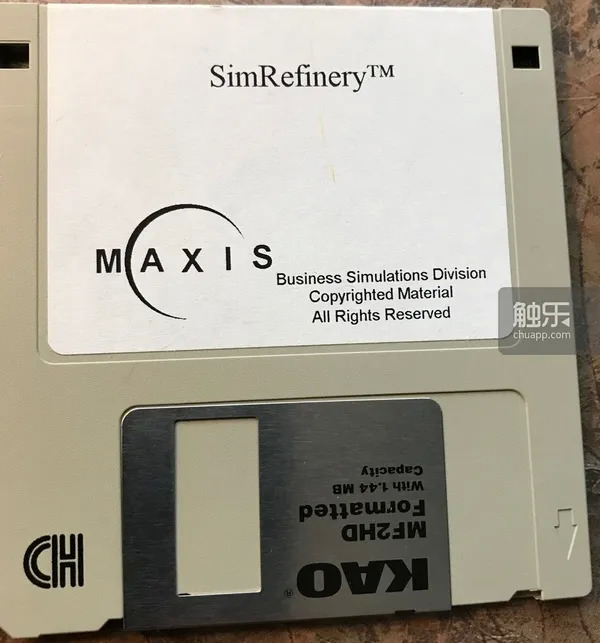 SimRefinery™
MAXIS
Business Simulations Division
Copyrighted Material
All Rights Reserved
触乐
chuapp.com
KAO®
MF2HD
Formatted
With 1.44 MB
Capacity
CH